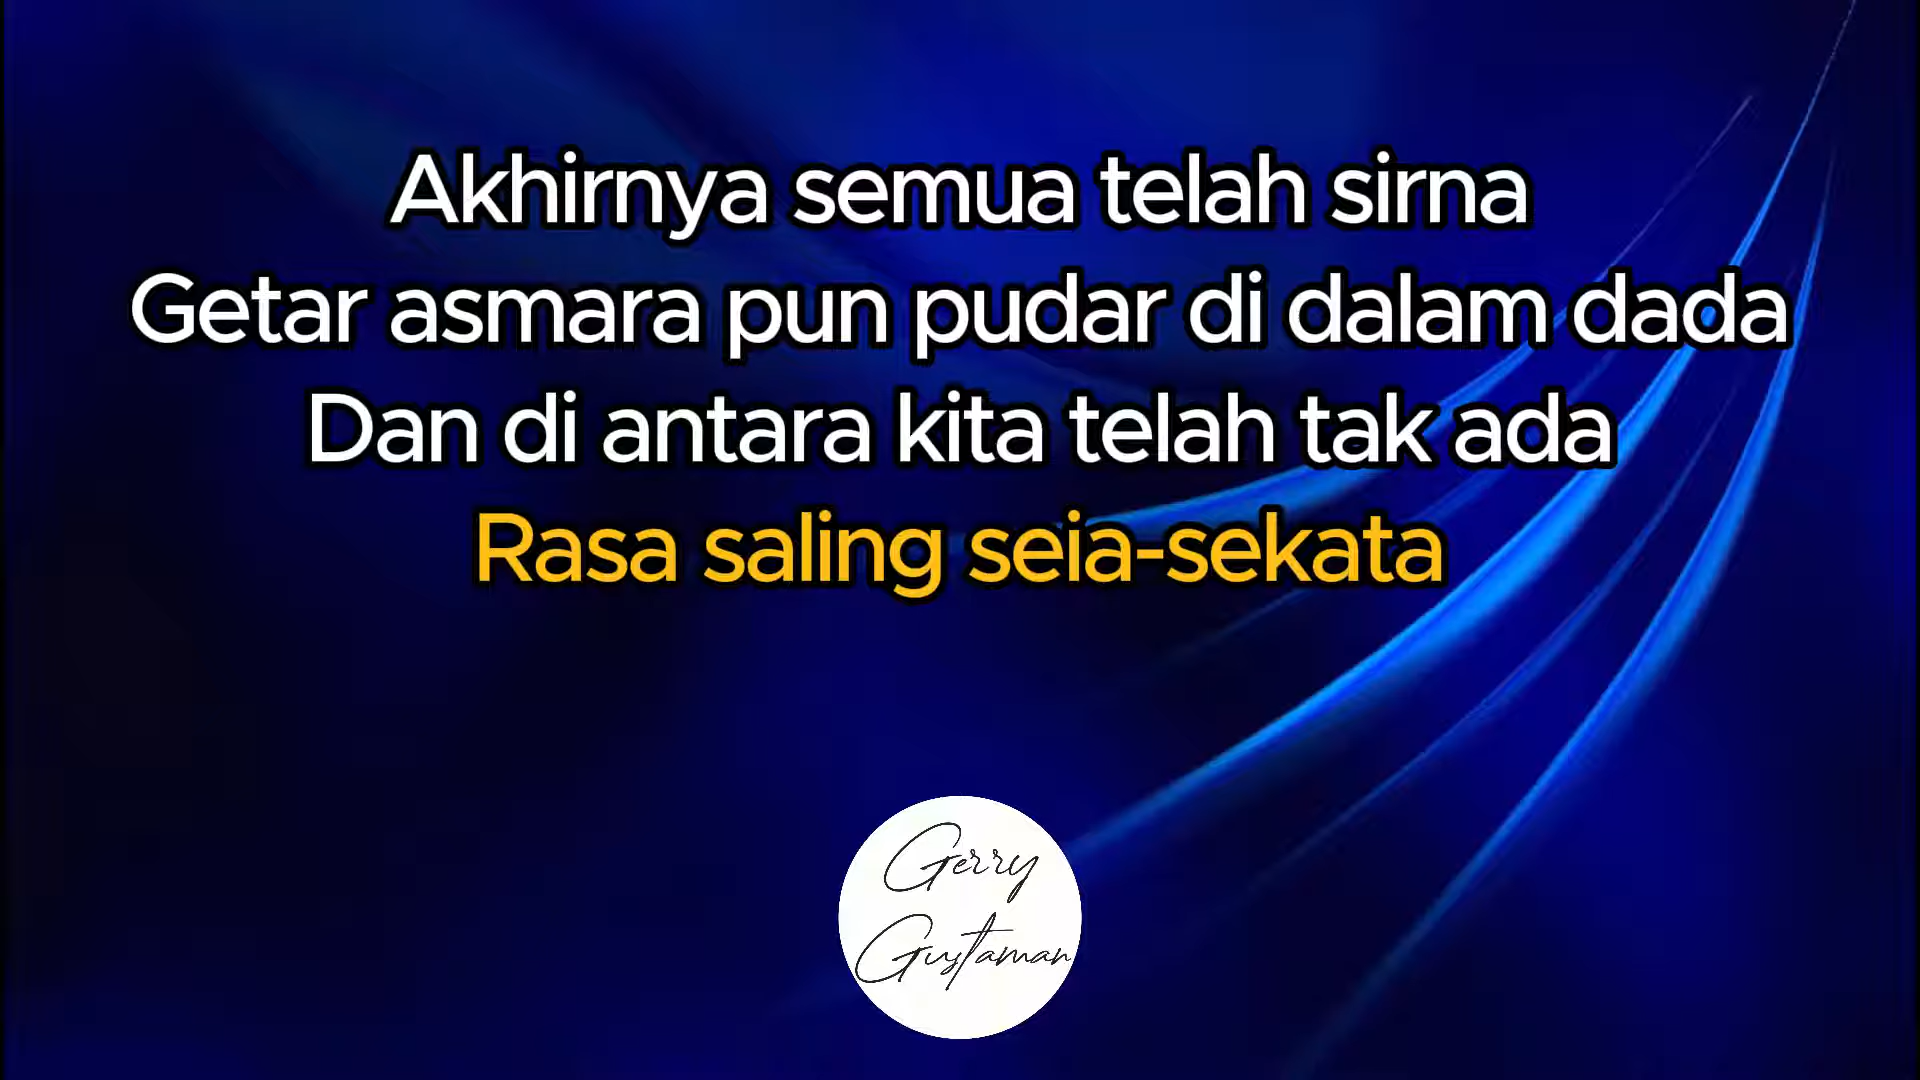 Akhirnya semua telah sirna
Getar asmara pun pudar di dalam dada
Dan di antara kita telah tak ada
Rasa saling seia-sekata
Gerry
Gustaman